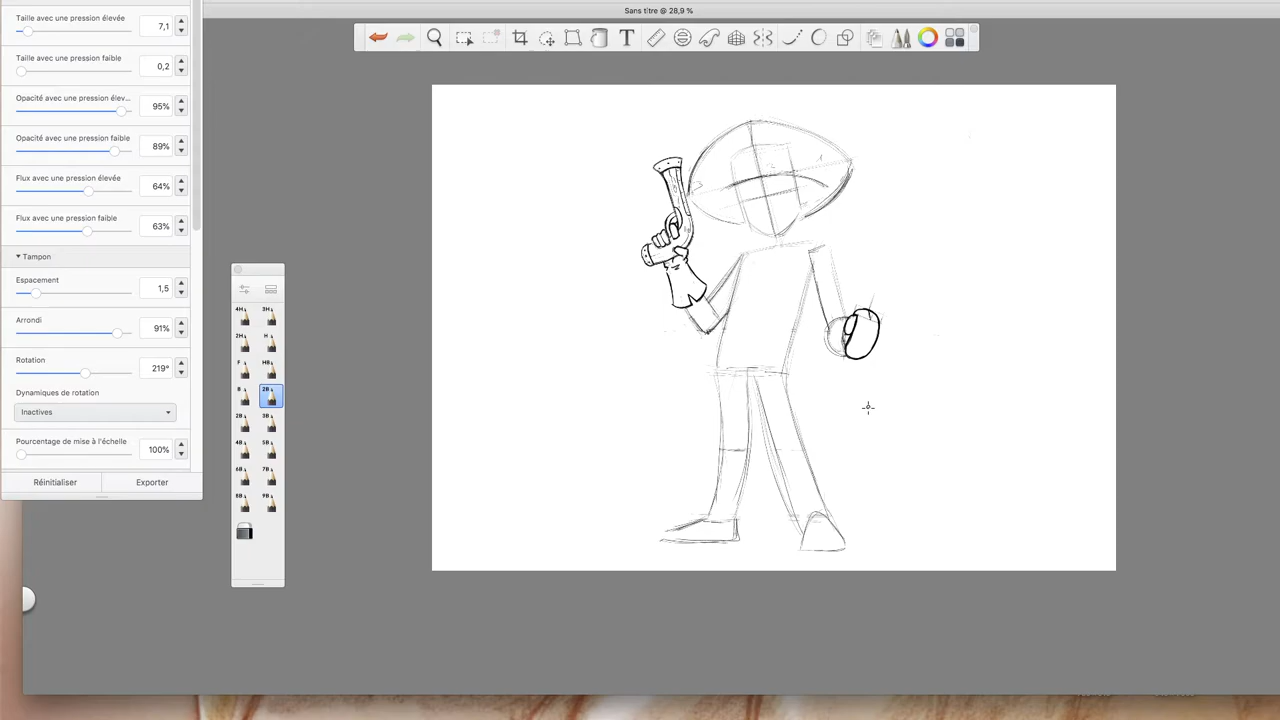 Sans titre @ 28,9 %
Taille avec une pression élevée
7,1
Taille avec une pression faible
0,2
Opacité avec une pression élev...
95%
Opacité avec une pression faible
89%
Flux avec une pression élevée
64%
Flux avec une pression faible
63%
Tampon
Espacement
1,5
Arrondi
91%
Rotation
219°
Dynamiques de rotation
Inactives
Pourcentage de mise à l'échelle
100%
Réinitialiser Exporter
4H 3H
2H H
F HB
B 2B
2B 3B
4B 5B
6B 7B
8B 9B